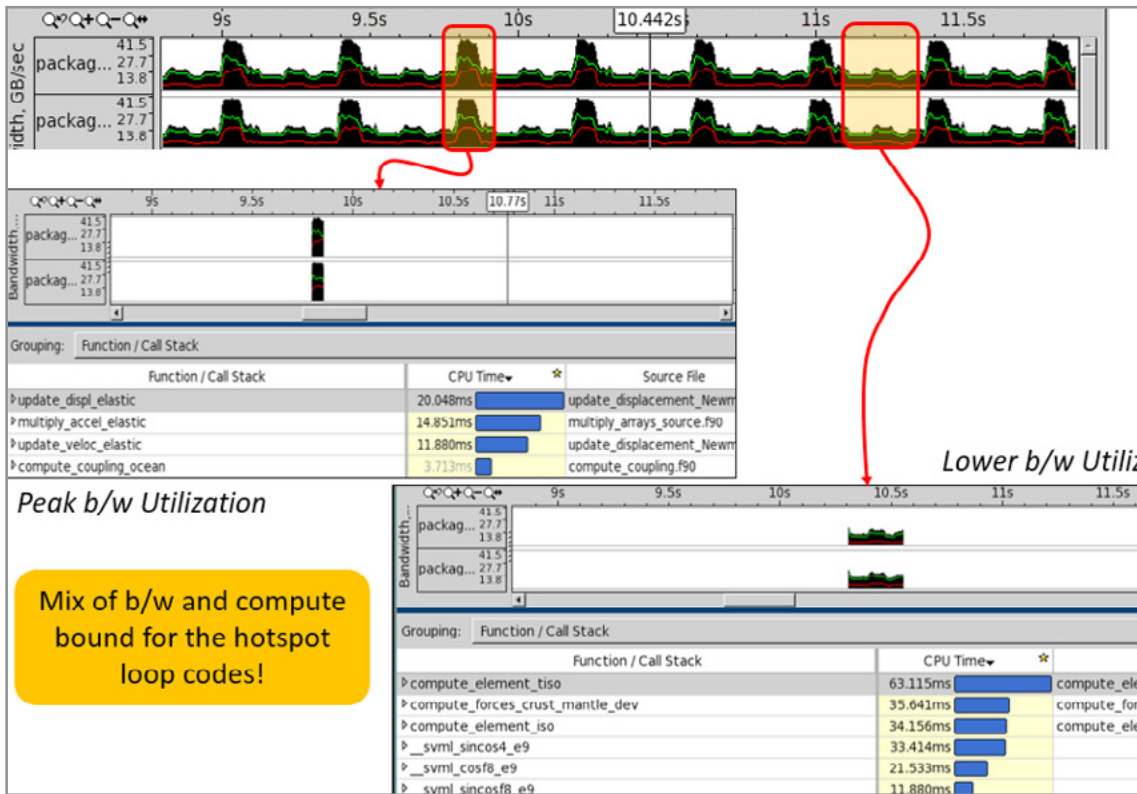 9s 9.5s 10s 10.442s 11s 11.5s
width, GB/sec
packag... 41.5 27.7 13.8
packag... 41.5 27.7 13.8
9s 9.5s 10s 10.5s 10.77s 11s 11.5s
Bandwidth,...
packag... 41.5 27.7 13.8
packag... 41.5 27.7 13.8
Grouping: Function / Call Stack
Function / Call Stack CPU Time Source File
update_displ_elastic 20.048ms update_displacement_Newm
multiply_accel_elastic 14.851ms multiply_arrays_source.f90
update_veloc_elastic 11.880ms update_displacement_Newm
compute_coupling_ocean 3.713ms compute_coupling.f90
Peak b/w Utilization
Lower b/w Utiliz
Mix of b/w and compute
bound for the hotspot
loop codes!
9s 9.5s 10s 10.5s 11s 11.5s
Bandwidth,...
packag... 41.5 27.7 13.8
packag... 41.5 27.7 13.8
Grouping: Function / Call Stack
Function / Call Stack CPU Time
compute_element_tiso 63.115ms compute_ele
compute_forces_crust_mantle_dev 35.641ms compute_for
compute_element_iso 34.156ms compute_ele
__svml_sincos4_e9 33.414ms
__svml_cosf8_e9 21.533ms
__svml_sincosf8_e9 11.880ms